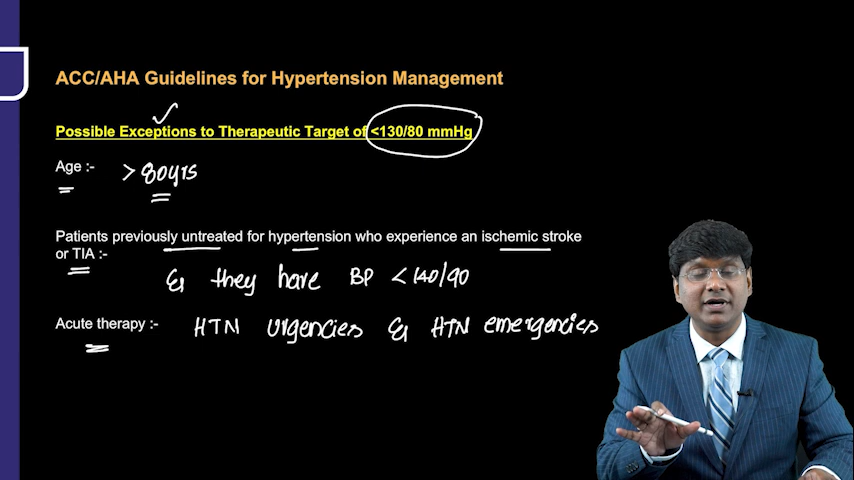 ACC/AHA Guidelines for Hypertension Management
Possible Exceptions to Therapeutic Target of <130/80 mmHg
Age :- > 80yrs
Patients previously untreated for hypertension who experience an ischemic stroke
or TIA :-
& they have BP < 140/90
Acute therapy :- HTN urgencies & HTN emergencies